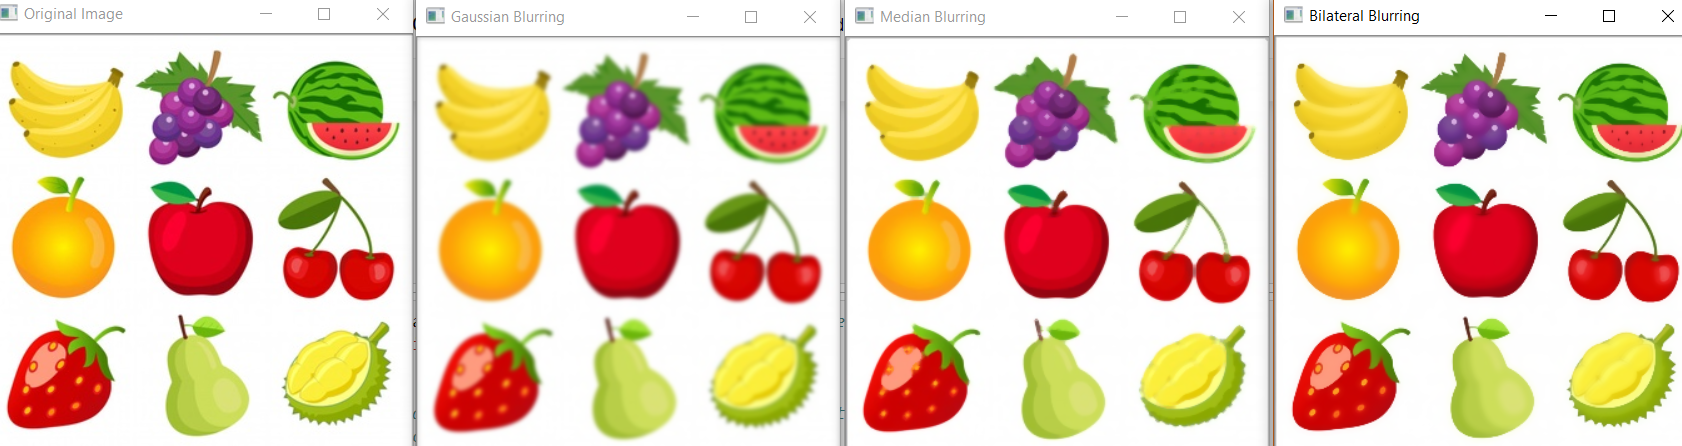 Original Image
Gaussian Blurring
Median Blurring
Bilateral Blurring